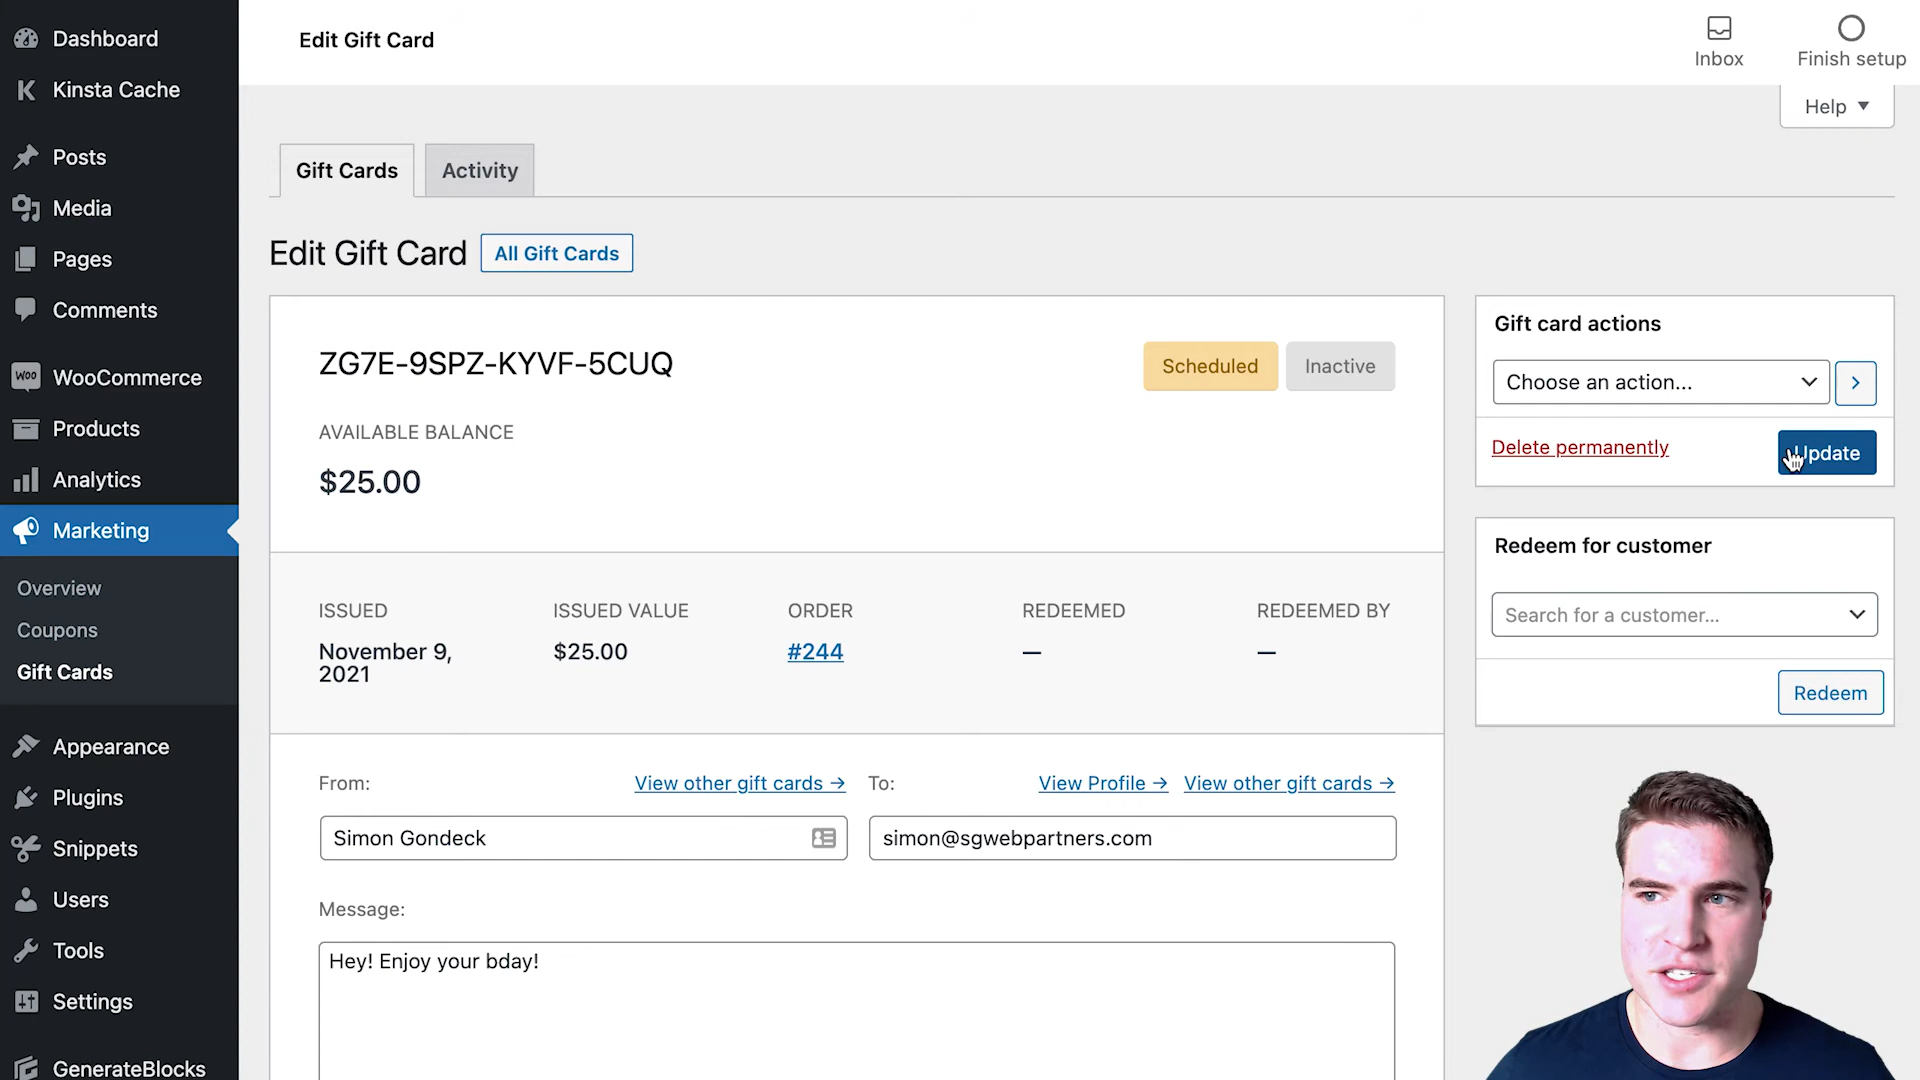 Dashboard
Kinsta Cache
Posts
Media
Pages
Comments
WOO WooCommerce
Products
Analytics
Marketing
Overview
Coupons
Gift Cards
Appearance
Plugins
Snippets
Users
Tools
Settings
GenerateBlocks
Edit Gift Card
Inbox
Finish setup
Help
Gift Cards
Activity
Edit Gift Card
All Gift Cards
ZG7E-9SPZ-KYVF-5CUQ
Scheduled
Inactive
AVAILABLE BALANCE
$25.00
ISSUED
November 9,
2021
ISSUED VALUE
$25.00
ORDER
#244
REDEEMED
—
REDEEMED BY
—
From:
View other gift cards →
Simon Gondeck
To:
View Profile →
View other gift cards →
simon@sgwebpartners.com
Message:
Hey! Enjoy your bday!
Gift card actions
Choose an action...
Delete permanently
Update
Redeem for customer
Search for a customer...
Redeem